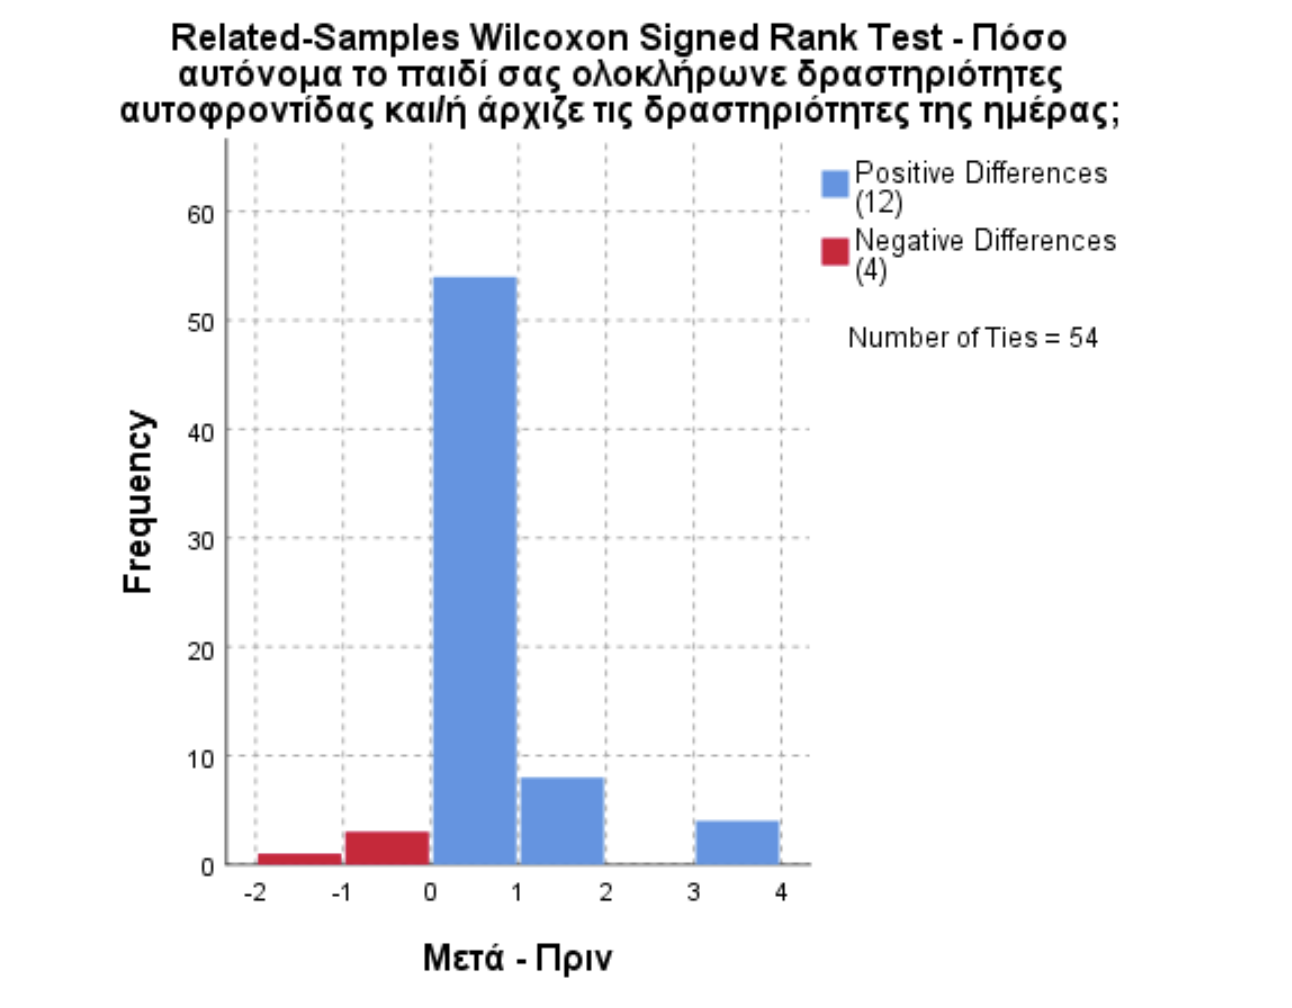 Related-Samples Wilcoxon Signed Rank Test - Πόσο
αυτόνομα το παιδί σας ολοκλήρωνε δραστηριότητες
αυτοφροντίδας και/ή άρχιζε τις δραστηριότητες της ημέρας;
Positive Differences
(12)
Negative Differences
(4)
Number of Ties = 54
Frequency
60
50
40
30
20
10
0
-2 -1 0 1 2 3 4
Μετά - Πριν